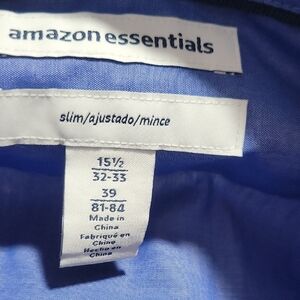 amazon essentials
slim/ajustado/mince
15½
32-33
39
81-84
Made in
China
Fabriqué en
Chine
Hecho en
China